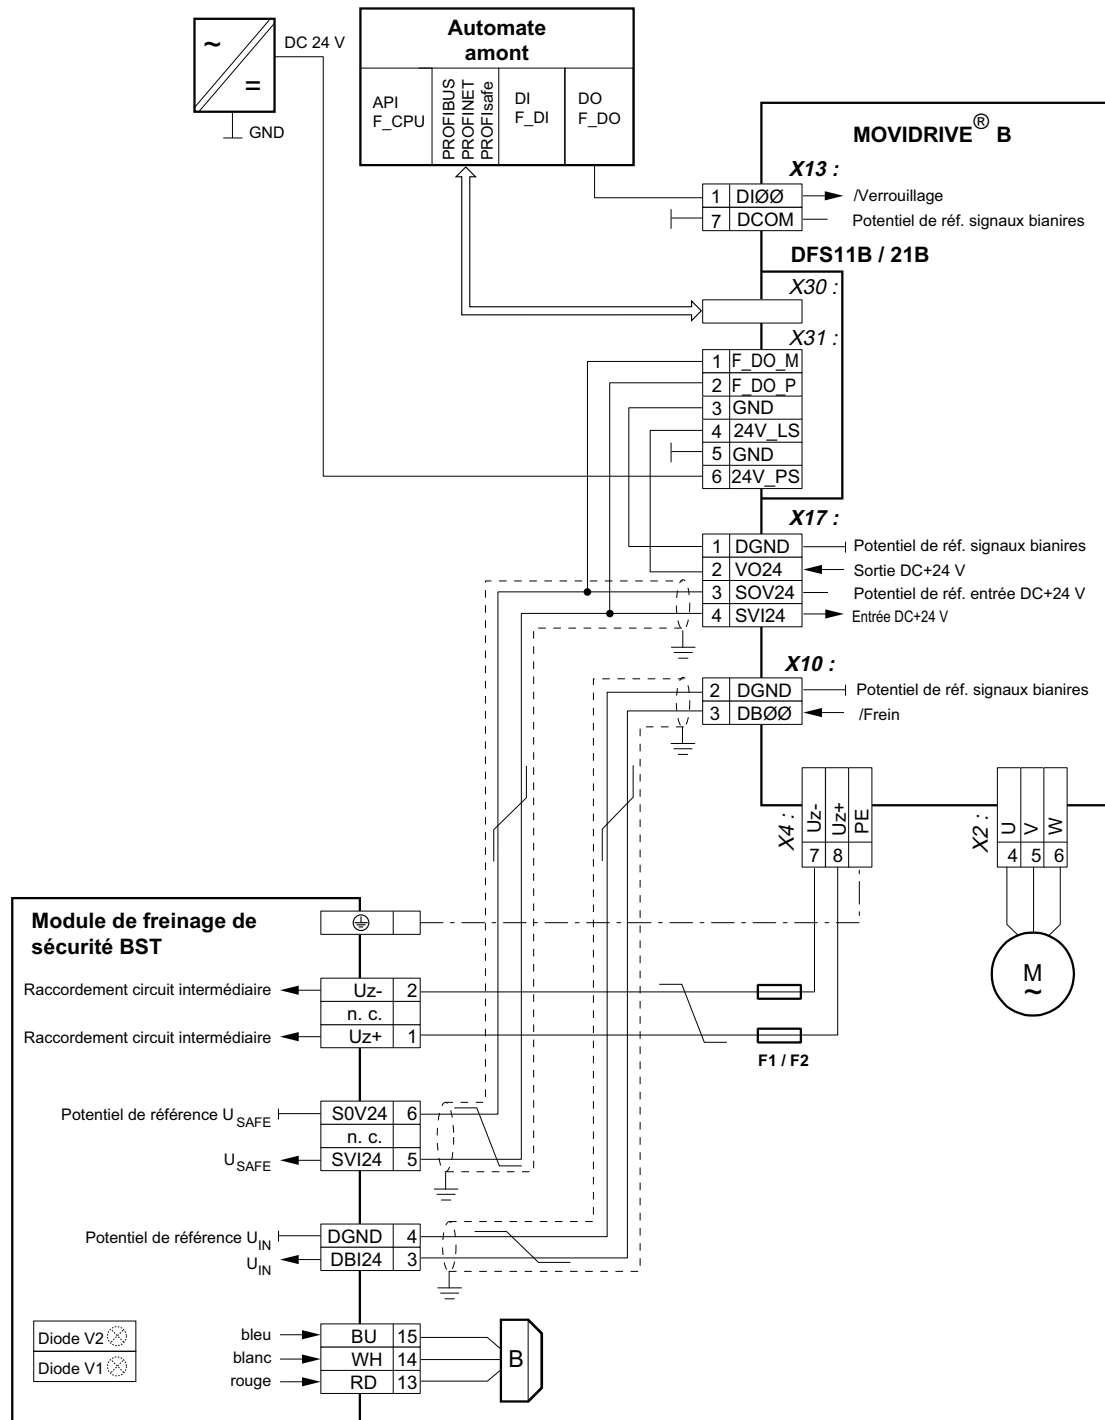 ~
=
DC 24 V
GND
Automate
amont
API
F_CPU
PROFIBUS
PROFINET
PROFIsafe
DI
F_DI
DO
F_DO
MOVIDRIVE® B
X13 :
1 DIØØ /Verrouillage
7 DCOM Potentiel de réf. signaux bianires
DFS11B / 21B
X30 :
X31 :
1 F_DO_M
2 F_DO_P
3 GND
4 24V_LS
5 GND
6 24V_PS
X17 :
1 DGND Potentiel de réf. signaux bianires
2 VO24 Sortie DC+24 V
3 SOV24 Potentiel de réf. entrée DC+24 V
4 SVI24 Entrée DC+24 V
X10 :
2 DGND Potentiel de réf. signaux bianires
3 DBØØ /Frein
X4 :
Uz- 7
Uz+ 8
PE
X2 :
U 4
V 5
W 6
M
~
Module de freinage de
sécurité BST
Raccordement circuit intermédiaire Uz- 2
n. c.
Raccordement circuit intermédiaire Uz+ 1
F1 / F2
Potentiel de référence U SAFE S0V24 6
n. c.
U SAFE SVI24 5
Potentiel de référence U IN DGND 4
U IN DBI24 3
Diode V2
Diode V1
bleu BU 15
blanc WH 14
rouge RD 13
B